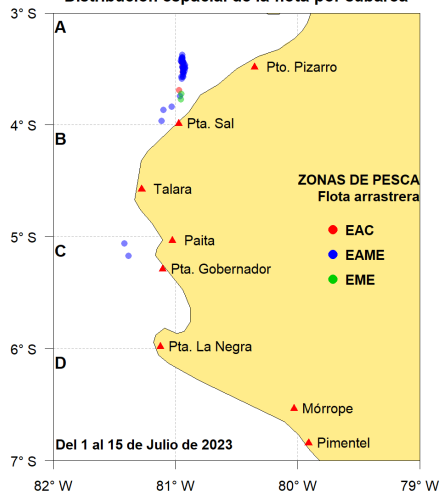 Distribución espacial de la flota por subárea
3° S
A
Pto. Pizarro
4° S
Pta. Sal
B
ZONAS DE PESCA
Flota arrastrera
Talara
EAC
5° S
Paita
EAME
C
Pta. Gobernador
EME
6° S
Pta. La Negra
D
Mórrope
Del 1 al 15 de Julio de 2023
Pimentel
7° S
82° W
81° W
80° W
79° W